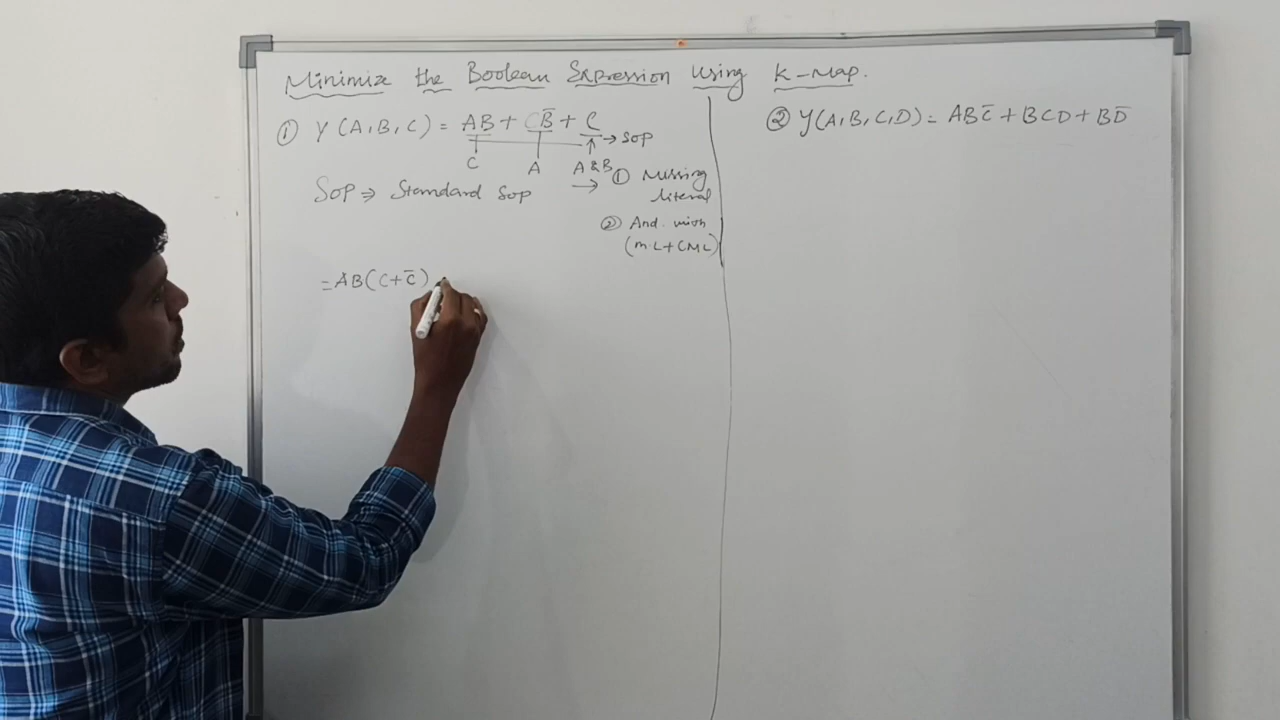 Minimize the Boolean Expression Using K-Map.
① Y (A, B, C) = AB + CB̅ + C → SOP
C A A & B
SOP ⇒ Standard SOP → ① Missing literal
② And. with (M.L + CML)
= AB(C+C̅)
② Y(A, B, C, D) = ABC̅ + BCD + BD̅